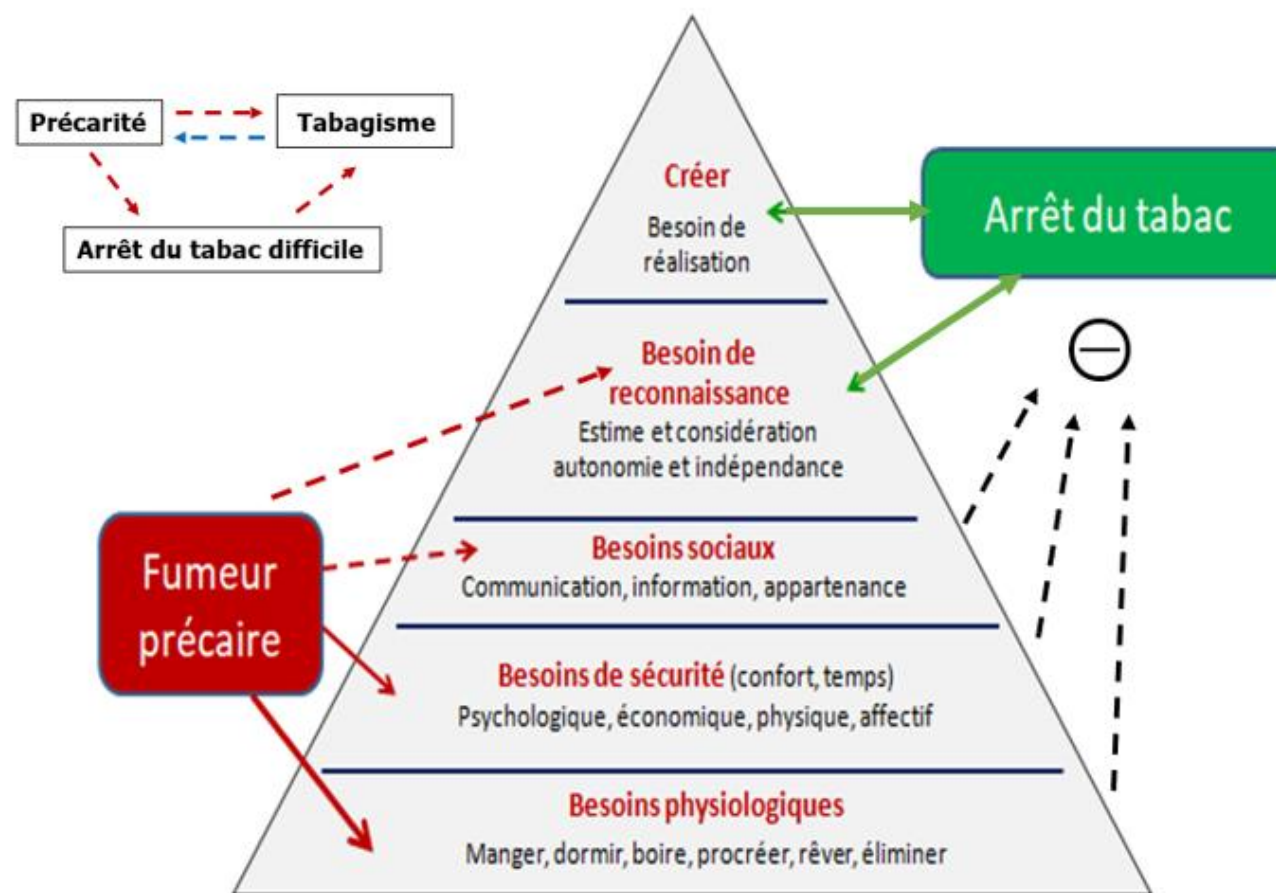 Précarité
Tabagisme
Arrêt du tabac difficile
Créer
Besoin de
réalisation
Arrêt du tabac
Besoin de
reconnaissance
Estime et considération
autonomie et indépendance
Besoins sociaux
Communication, information, appartenance
Fumeur
précaire
Besoins de sécurité (confort, temps)
Psychologique, économique, physique, affectif
Besoins physiologiques
Manger, dormir, boire, procréer, rêver, éliminer